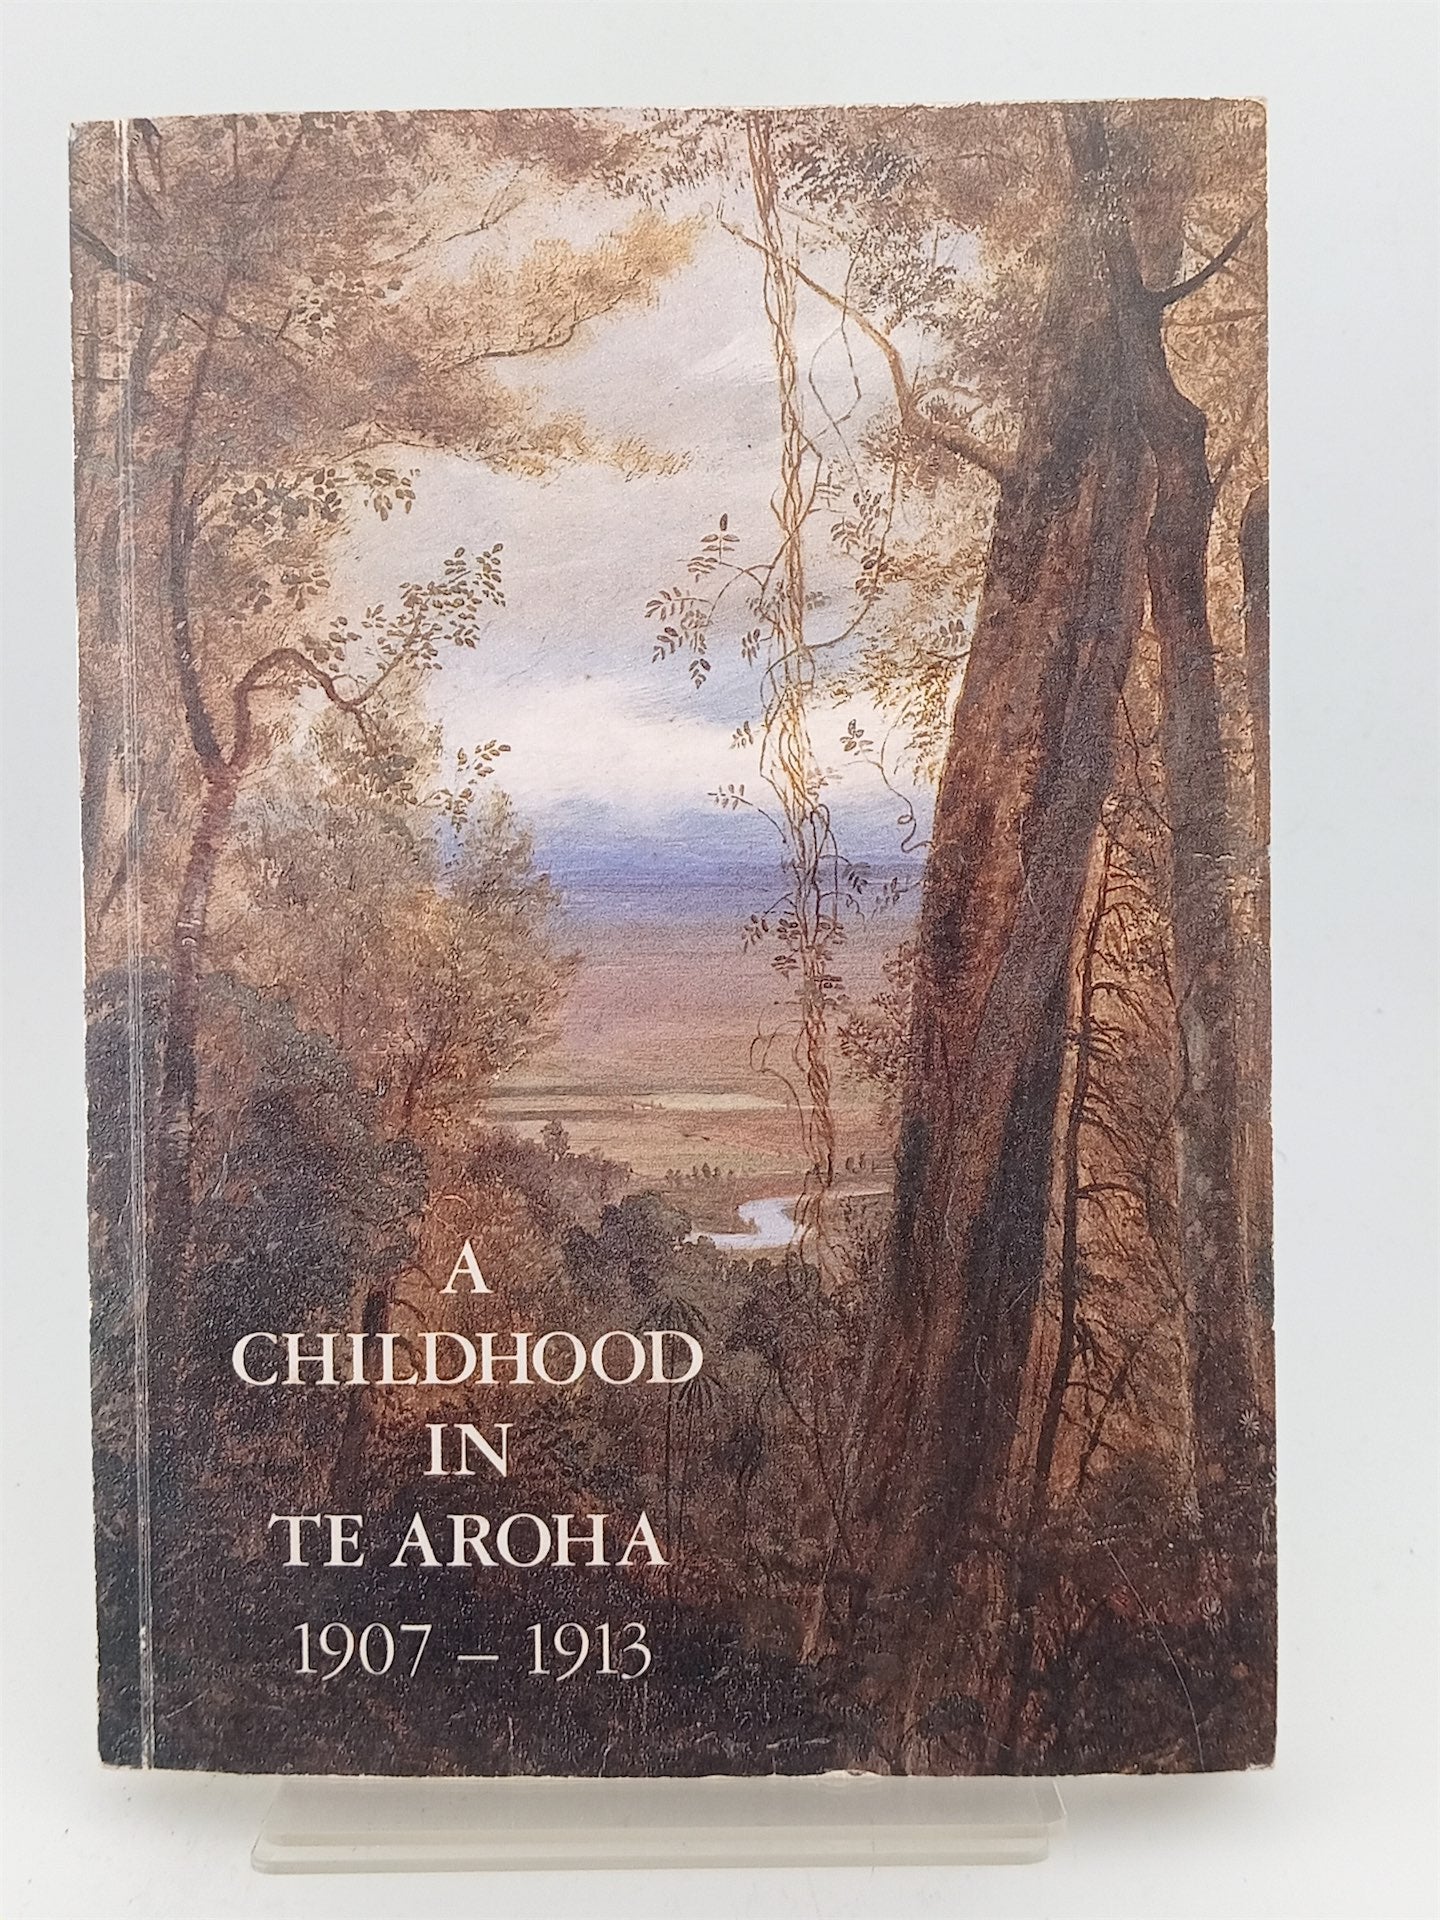 A
CHILDHOOD
IN
TE AROHA
1907 – 1913